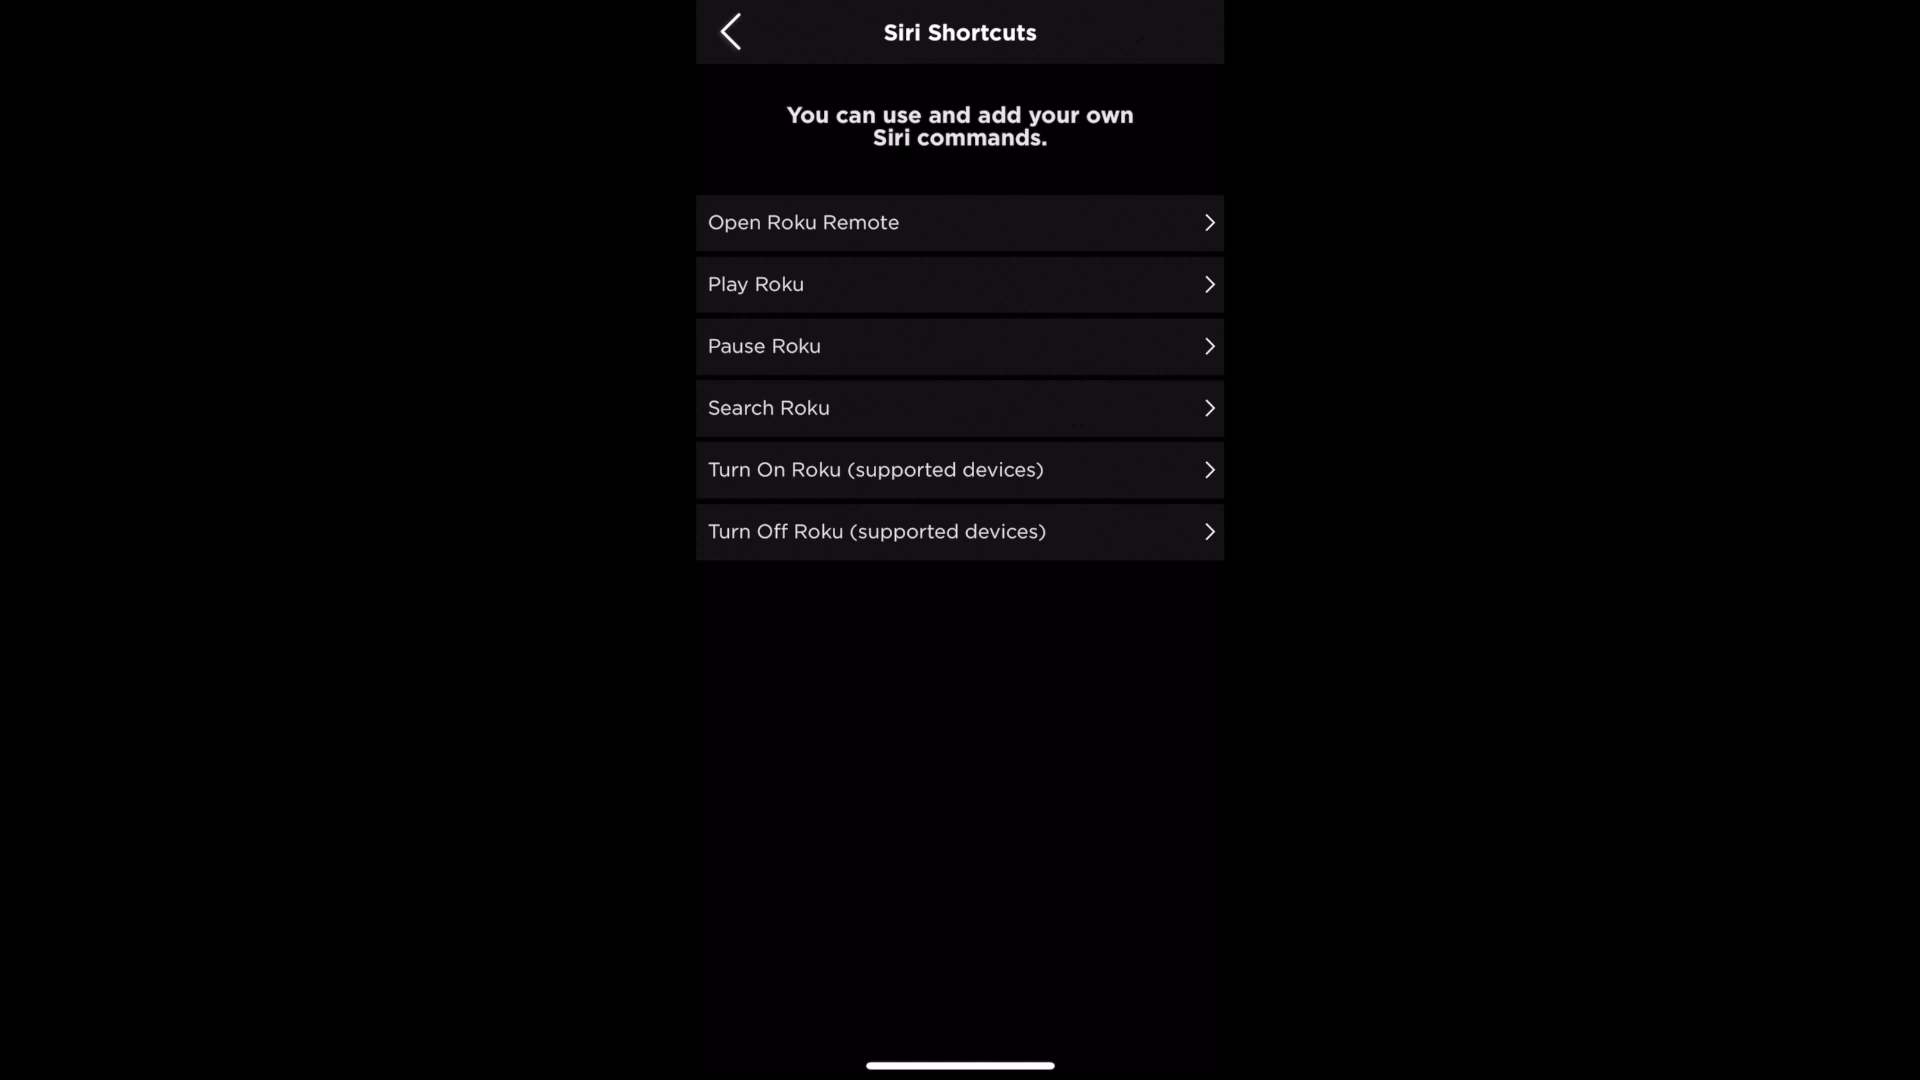 Siri Shortcuts
You can use and add your own
Siri commands.
Open Roku Remote
Play Roku
Pause Roku
Search Roku
Turn On Roku (supported devices)
Turn Off Roku (supported devices)